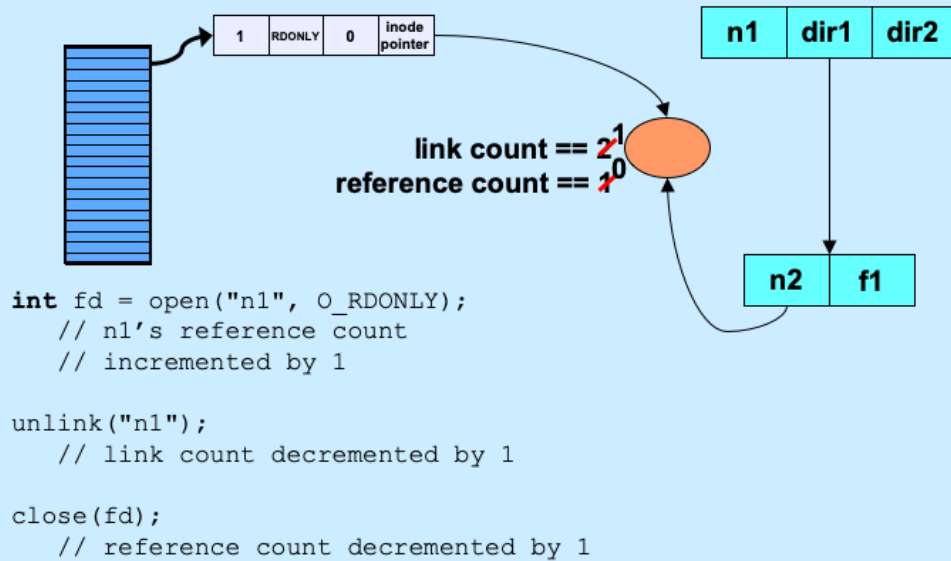 1 RDONLY 0 inode pointer
n1 dir1 dir2
link count == 2 1
reference count == 1 0
n2 f1
int fd = open("n1", O_RDONLY);
// n1's reference count
// incremented by 1
unlink("n1");
// link count decremented by 1
close(fd);
// reference count decremented by 1